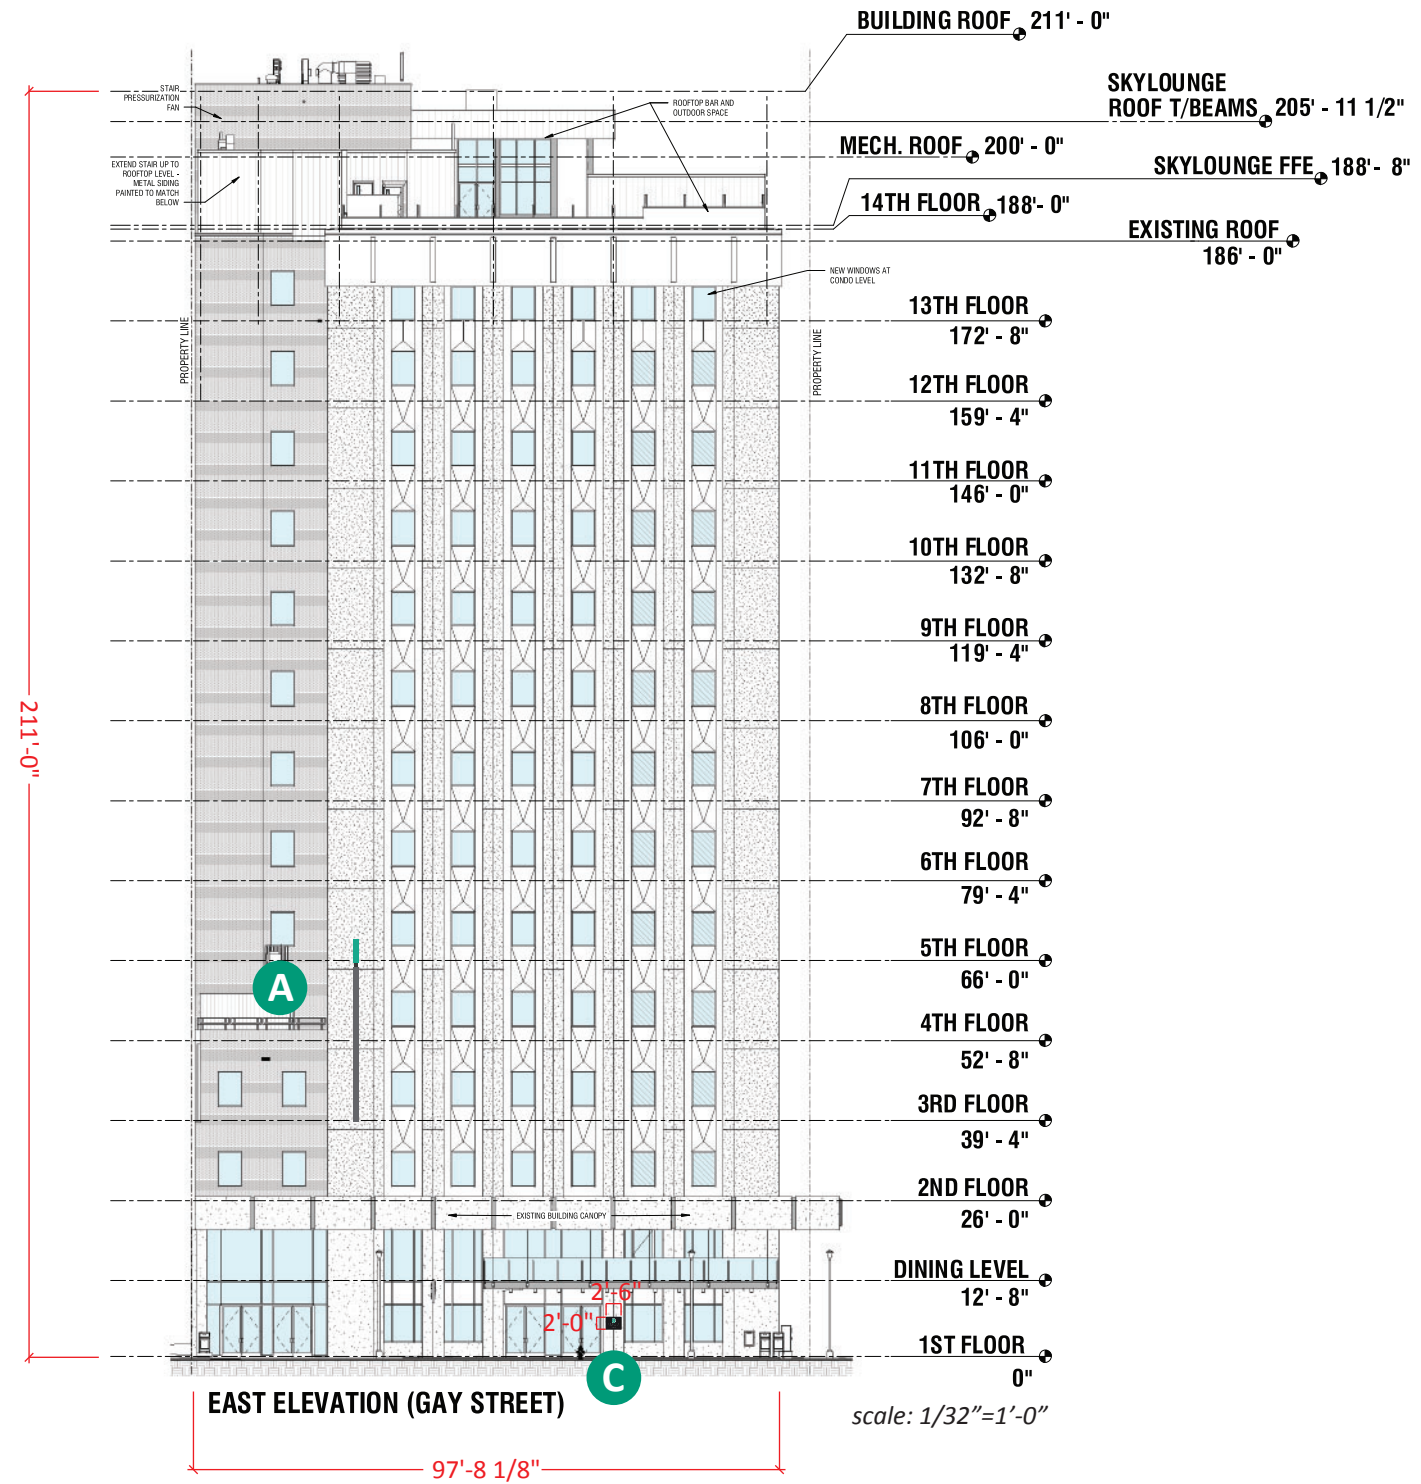 BUILDING ROOF 211' - 0"
SKYLOUNGE
ROOF T/BEAMS 205' - 11 1/2"
MECH. ROOF 200' - 0"
SKYLOUNGE FFE 188' - 8"
14TH FLOOR 188' - 0"
EXISTING ROOF
186' - 0"
STAIR
PRESSURIZATION
FAN
ROOFTOP BAR AND
OUTDOOR SPACE
EXTEND STAIR UP TO
ROOFTOP LEVEL -
METAL SIDING
PAINTED TO MATCH
BELOW
NEW WINDOWS AT
CONDO LEVEL
PROPERTY LINE
PROPERTY LINE
13TH FLOOR
172' - 8"
12TH FLOOR
159' - 4"
11TH FLOOR
146' - 0"
10TH FLOOR
132' - 8"
9TH FLOOR
119' - 4"
8TH FLOOR
106' - 0"
211'-0"
7TH FLOOR
92' - 8"
6TH FLOOR
79' - 4"
5TH FLOOR
66' - 0"
A
4TH FLOOR
52' - 8"
3RD FLOOR
39' - 4"
2ND FLOOR
26' - 0"
EXISTING BUILDING CANOPY
DINING LEVEL
12' - 8"
2'-6"
2'-0"
1ST FLOOR
0"
C
EAST ELEVATION (GAY STREET)
scale: 1/32”=1’-0”
97'-8 1/8"